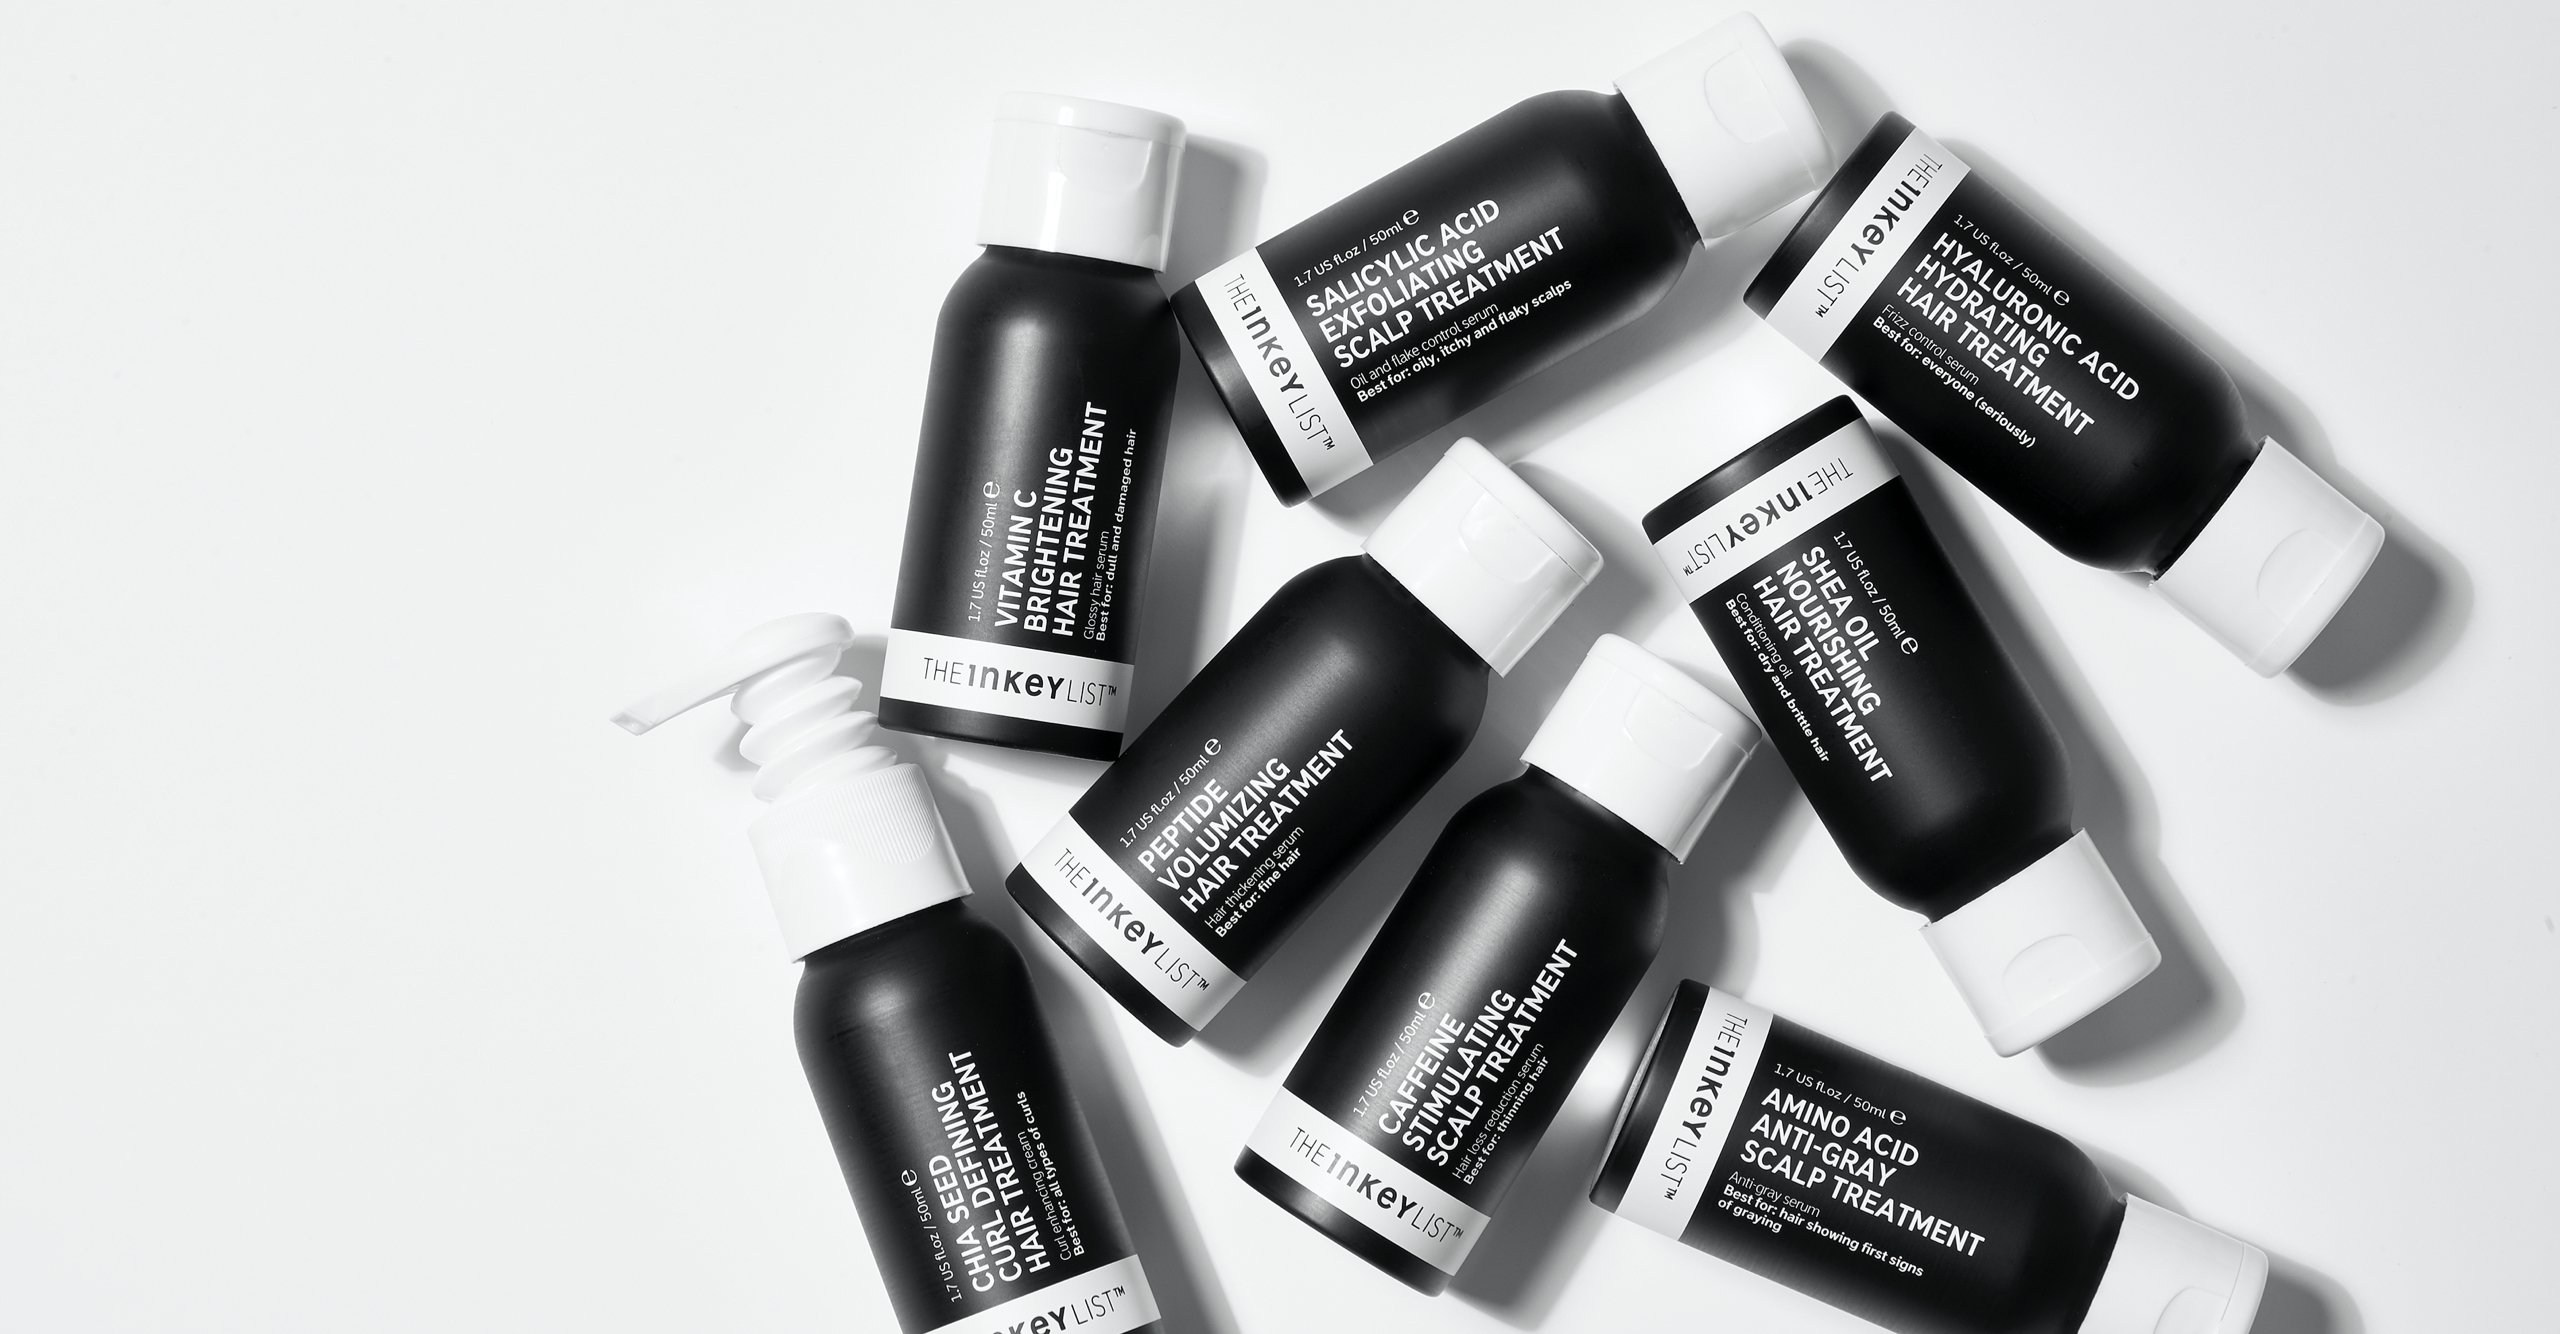 1.7 US fl.oz / 50ml ℮
VITAMIN C
BRIGHTENING
HAIR TREATMENT
Glossy hair serum
Best for: dull and damaged hair
THE INKEY LIST™
1.7 US fl.oz / 50ml ℮
SALICYLIC ACID
EXFOLIATING
SCALP TREATMENT
Oil and flake control serum
Best for: oily, itchy and flaky scalps
THE INKEY LIST™
1.7 US fl.oz / 50ml ℮
HYALURONIC ACID
HYDRATING
HAIR TREATMENT
Frizz control serum
Best for: everyone (seriously)
THE INKEY LIST™
1.7 US fl.oz / 50ml ℮
SHEA OIL
NOURISHING
HAIR TREATMENT
Conditioning oil
Best for: dry and brittle hair
THE INKEY LIST™
1.7 US fl.oz / 50ml ℮
PEPTIDE
VOLUMIZING
HAIR TREATMENT
Hair thickening serum
Best for: fine hair
THE INKEY LIST™
1.7 US fl.oz / 50ml ℮
CAFFEINE
STIMULATING
SCALP TREATMENT
Hair loss reduction serum
Best for: thinning hair
THE INKEY LIST™
1.7 US fl.oz / 50ml ℮
AMINO ACID
ANTI-GRAY
SCALP TREATMENT
Anti-gray serum
Best for: hair showing first signs
of graying
THE INKEY LIST™
1.7 US fl.oz / 50ml ℮
CHIA SEED
CURL DEFINING
HAIR TREATMENT
Curl enhancing cream
Best for: all types of curls
INKEY LIST™